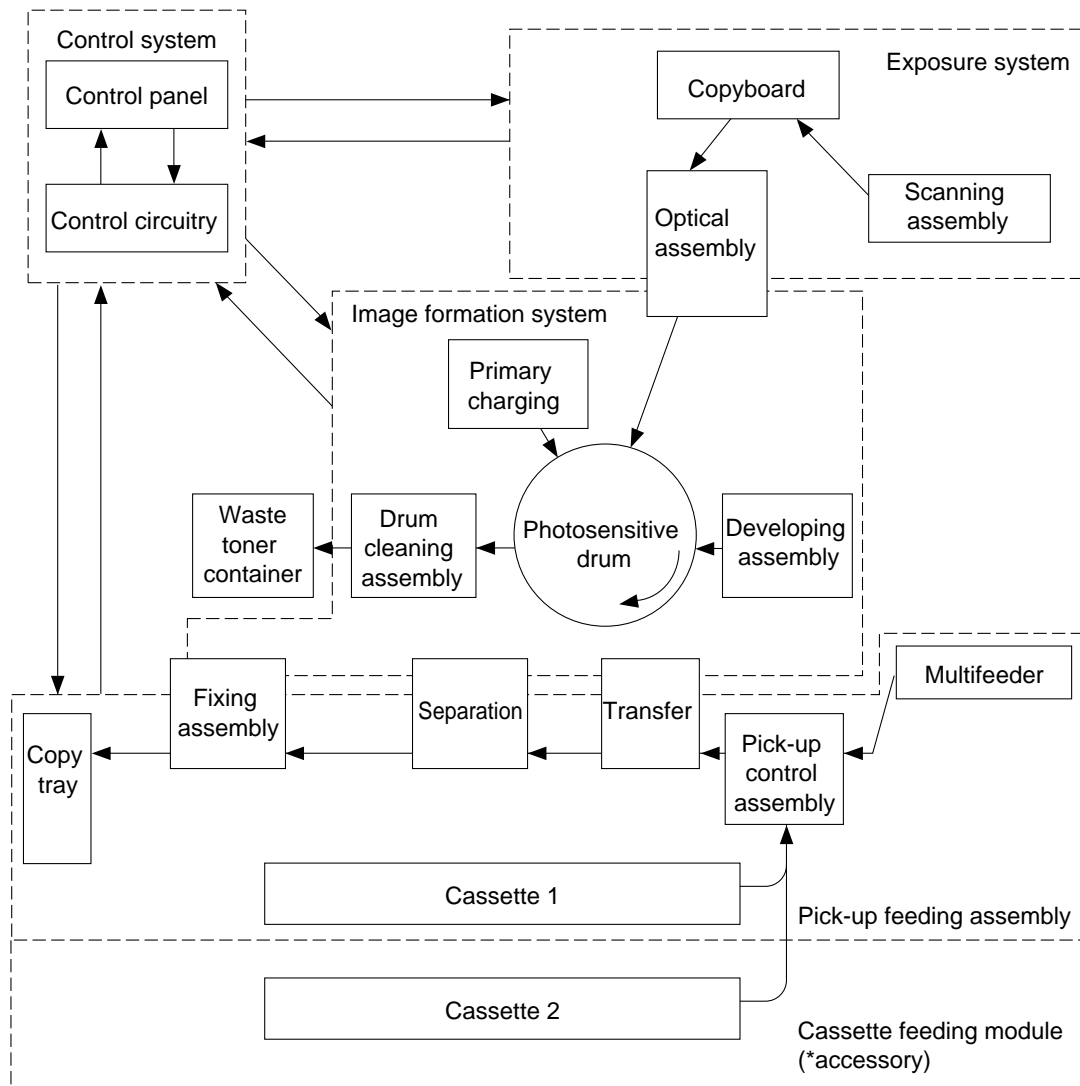 Control system
Control panel
Control circuitry
Exposure system
Copyboard
Scanning
assembly
Optical
assembly
Image formation system
Primary
charging
Photosensitive
drum
Developing
assembly
Drum
cleaning
assembly
Waste
toner
container
Multifeeder
Fixing
assembly
Separation
Transfer
Pick-up
control
assembly
Copy
tray
Cassette 1
Pick-up feeding assembly
Cassette 2
Cassette feeding module
(*accessory)